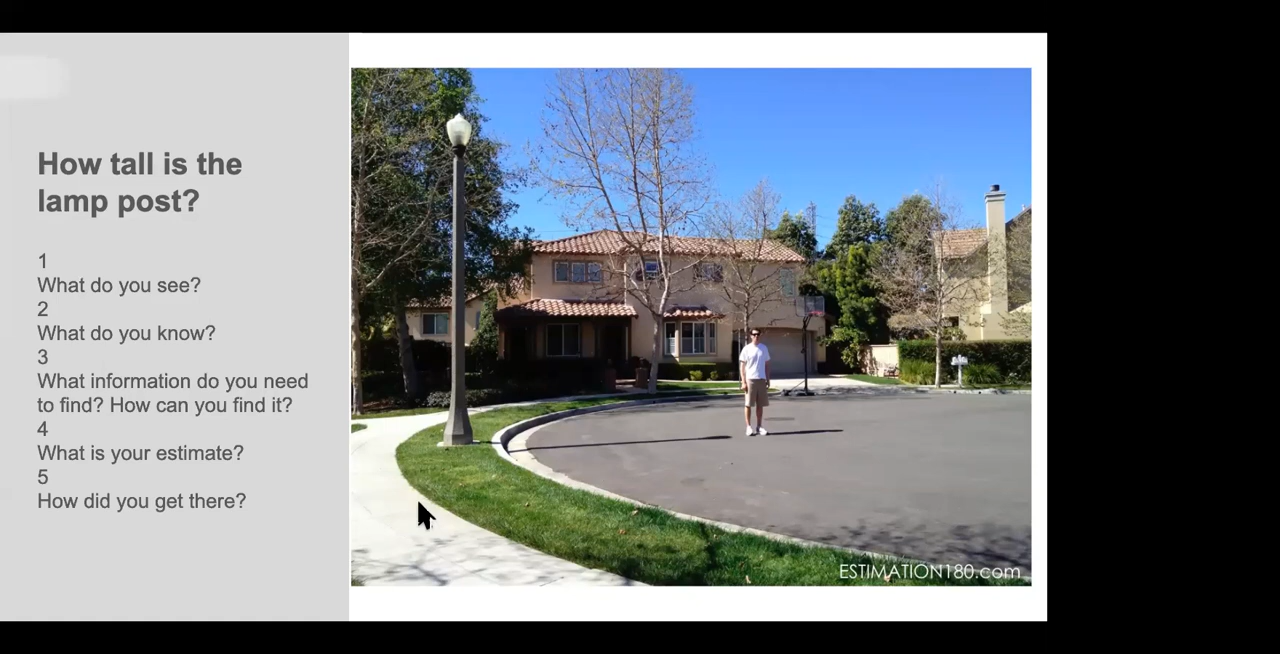 How tall is the
lamp post?
1
What do you see?
2
What do you know?
3
What information do you need
to find? How can you find it?
4
What is your estimate?
5
How did you get there?
ESTIMATION180.com